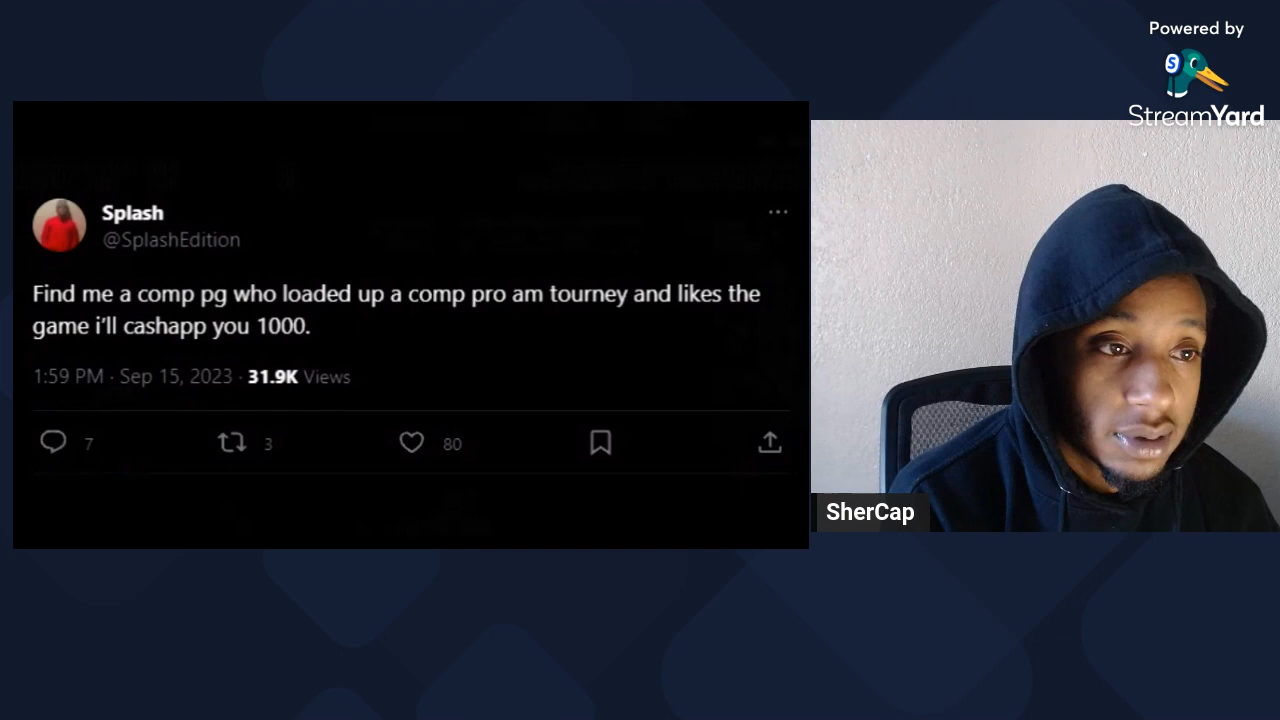 Powered by
S
StreamYard
Splash
@SplashEdition
Find me a comp pg who loaded up a comp pro am tourney and likes the
game i'll cashapp you 1000.
1:59 PM · Sep 15, 2023 · 31.9K Views
7 3 80
SherCap